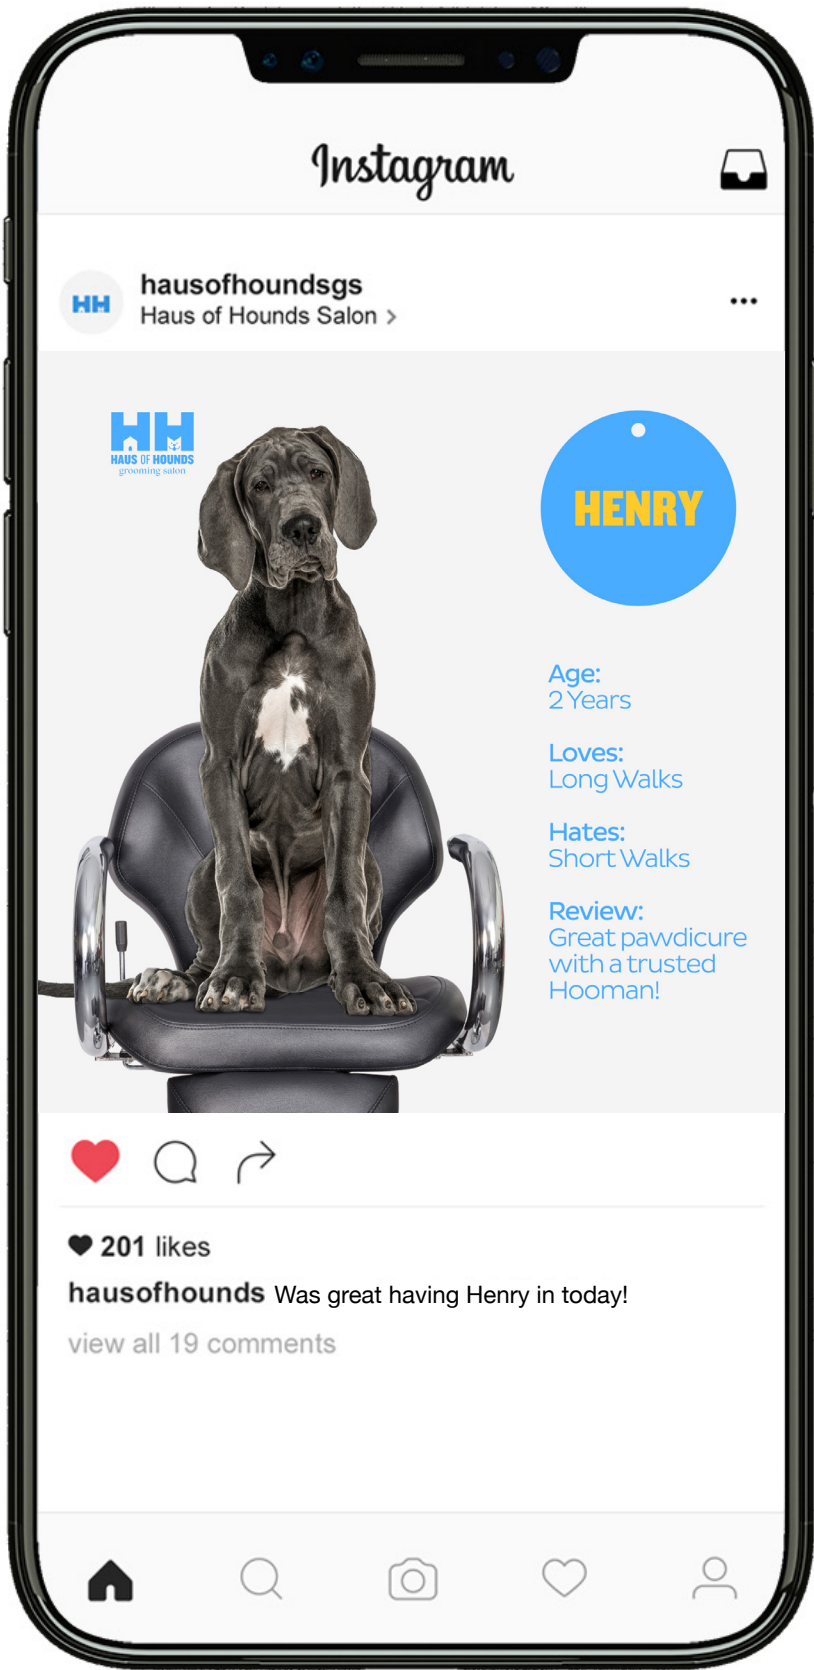 Instagram
hausofhoundsgs
Haus of Hounds Salon >
HH
HH
HAUS OF HOUNDS
grooming salon
HENRY
Age:
2 Years
Loves:
Long Walks
Hates:
Short Walks
Review:
Great pawdicure
with a trusted
Hooman!
201 likes
hausofhounds Was great having Henry in today!
view all 19 comments